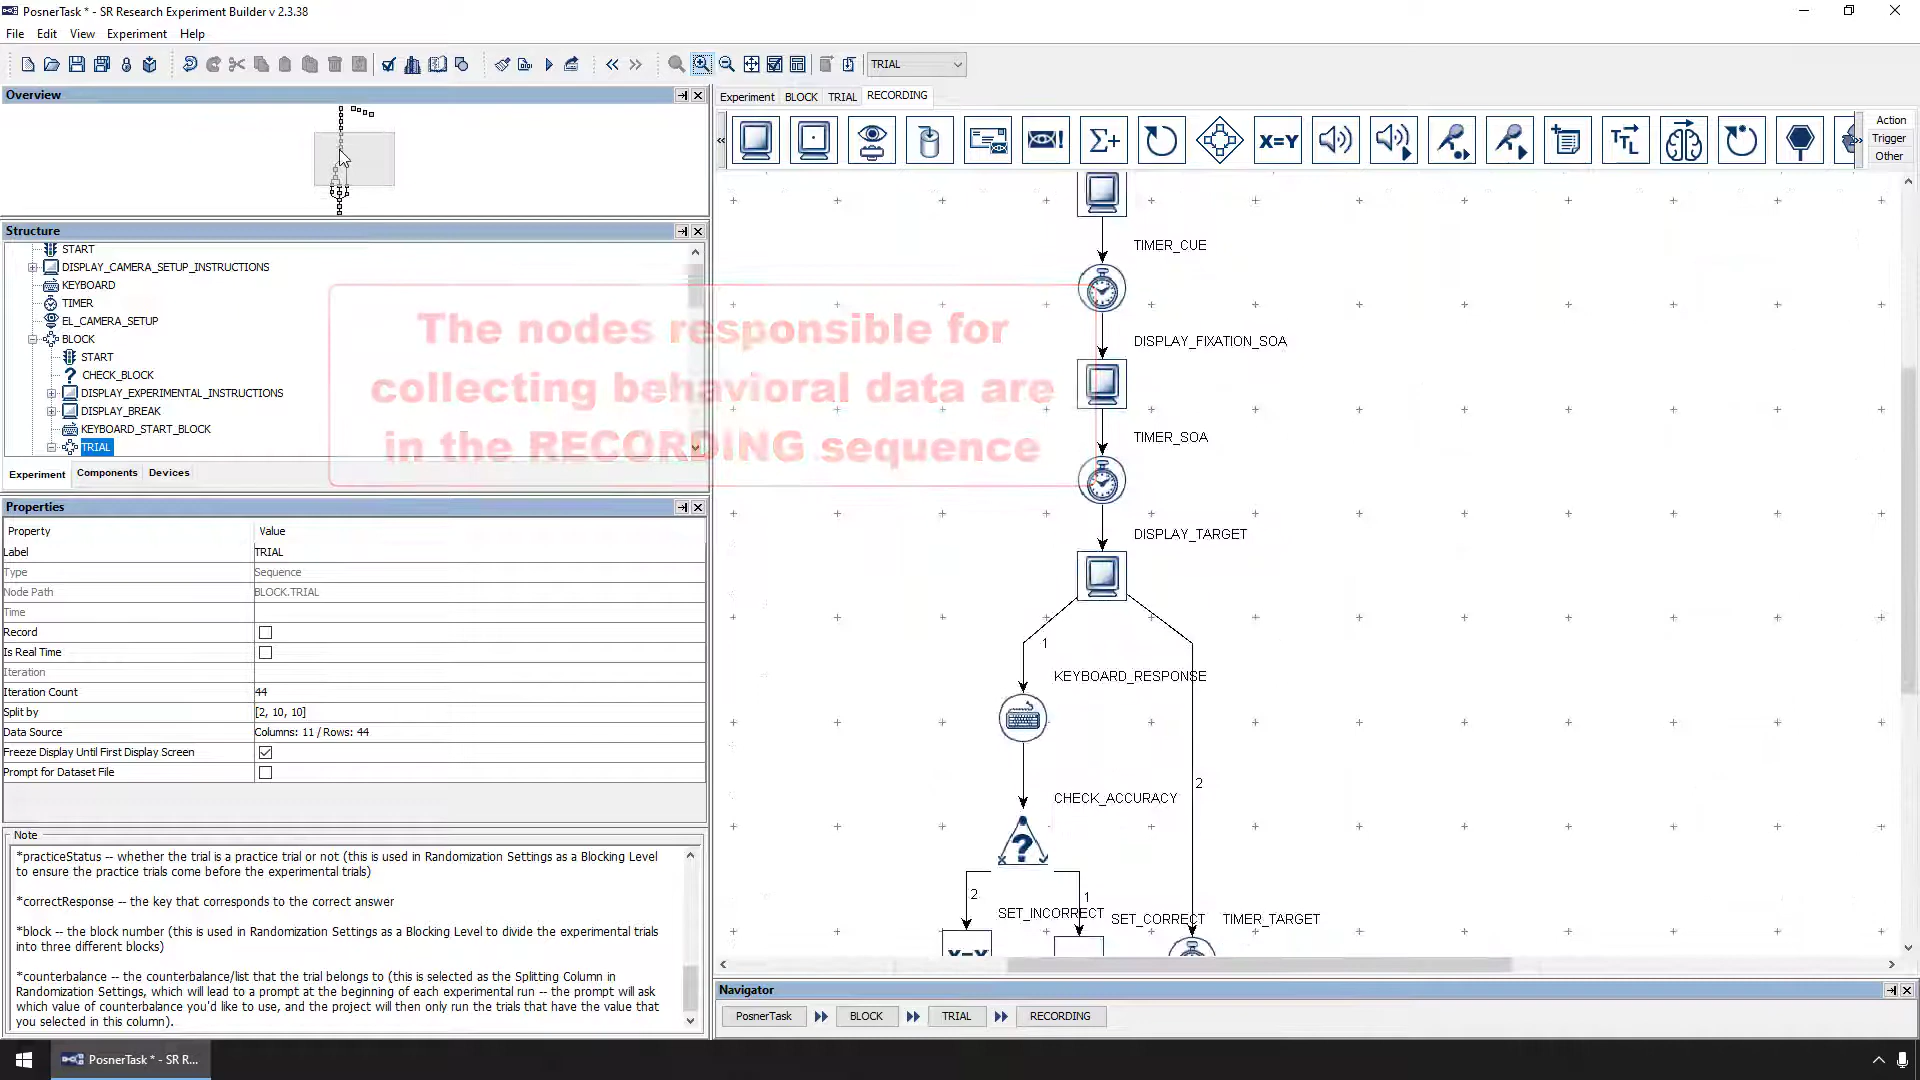 PosnerTask * - SR Research Experiment Builder v 2.3.38
File Edit View Experiment Help
TRIAL
Overview
Experiment BLOCK TRIAL RECORDING
X=Y
TTL
Action
Trigger
Other
Structure
START
DISPLAY_CAMERA_SETUP_INSTRUCTIONS
KEYBOARD
TIMER
EL_CAMERA_SETUP
BLOCK
START
CHECK_BLOCK
DISPLAY_EXPERIMENTAL_INSTRUCTIONS
DISPLAY_BREAK
KEYBOARD_START_BLOCK
TRIAL
Experiment Components Devices
The nodes responsible for
collecting behavioral data are
in the RECORDING sequence
Properties
Property Value
Label TRIAL
Type Sequence
Node Path BLOCK.TRIAL
Time
Record
Is Real Time
Iteration
Iteration Count 44
Split by [2, 10, 10]
Data Source Columns: 11 / Rows: 44
Freeze Display Until First Display Screen
Prompt for Dataset File
Note
*practiceStatus -- whether the trial is a practice trial or not (this is used in Randomization Settings as a Blocking Level
to ensure the practice trials come before the experimental trials)
*correctResponse -- the key that corresponds to the correct answer
*block -- the block number (this is used in Randomization Settings as a Blocking Level to divide the experimental trials
into three different blocks)
*counterbalance -- the counterbalance/list that the trial belongs to (this is selected as the Splitting Column in
Randomization Settings, which will lead to a prompt at the beginning of each experimental run -- the prompt will ask
which value of counterbalance you'd like to use, and the project will then only run the trials that have the value that
you selected in this column).
TIMER_CUE
DISPLAY_FIXATION_SOA
TIMER_SOA
DISPLAY_TARGET
1
KEYBOARD_RESPONSE
2
CHECK_ACCURACY
2
1
SET_INCORRECT SET_CORRECT TIMER_TARGET
X=Y
Navigator
PosnerTask BLOCK TRIAL RECORDING
PosnerTask * - SR R...